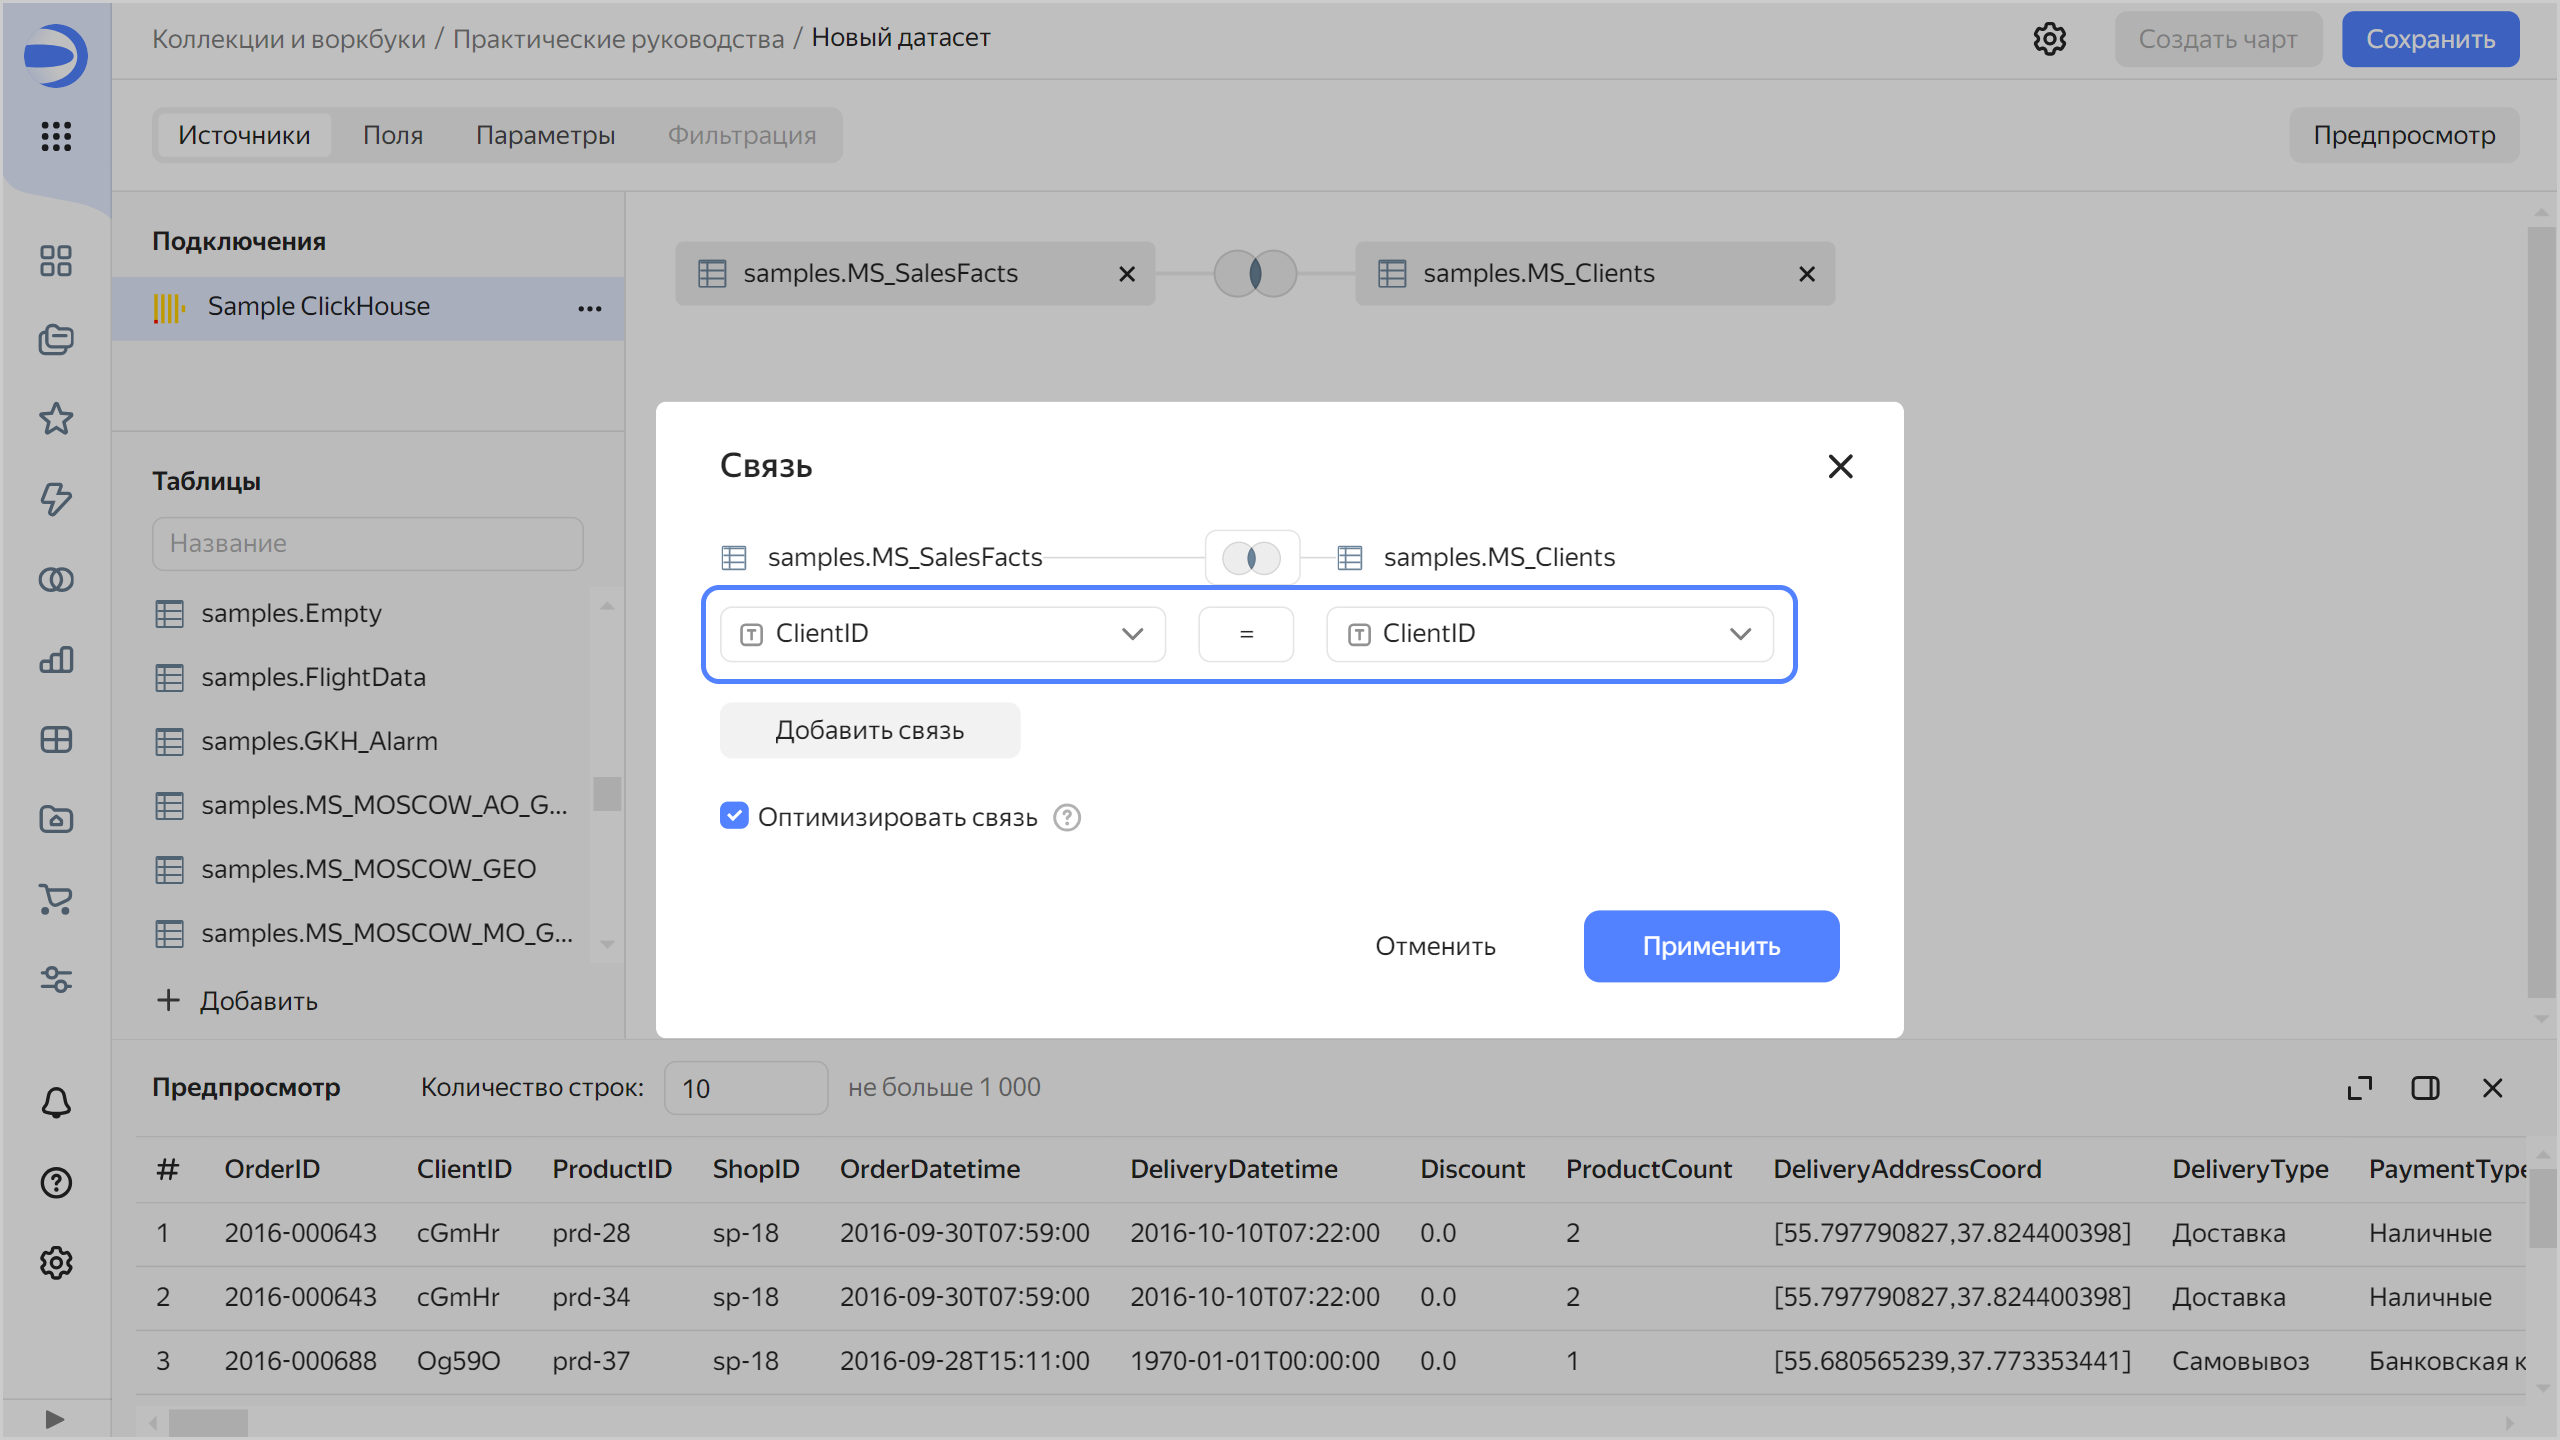 Коллекции и воркбуки / Практические руководства / Новый датасет
Создать чарт
Сохранить
Источники Поля Параметры Фильтрация
Предпросмотр
Подключения
Sample ClickHouse
samples.MS_SalesFacts
samples.MS_Clients
Таблицы
Название
samples.Empty
samples.FlightData
samples.GKH_Alarm
samples.MS_MOSCOW_AO_G...
samples.MS_MOSCOW_GEO
samples.MS_MOSCOW_MO_G...
+ Добавить
Связь
samples.MS_SalesFacts samples.MS_Clients
ClientID = ClientID
Добавить связь
Оптимизировать связь ?
Отменить Применить
Предпросмотр Количество строк: 10 не больше 1 000
# OrderID ClientID ProductID ShopID OrderDatetime DeliveryDatetime Discount ProductCount DeliveryAddressCoord DeliveryType PaymentType
1 2016-000643 cGmHr prd-28 sp-18 2016-09-30T07:59:00 2016-10-10T07:22:00 0.0 2 [55.797790827,37.824400398] Доставка Наличные
2 2016-000643 cGmHr prd-34 sp-18 2016-09-30T07:59:00 2016-10-10T07:22:00 0.0 2 [55.797790827,37.824400398] Доставка Наличные
3 2016-000688 Og59O prd-37 sp-18 2016-09-28T15:11:00 1970-01-01T00:00:00 0.0 1 [55.680565239,37.773353441] Самовывоз Банковская к